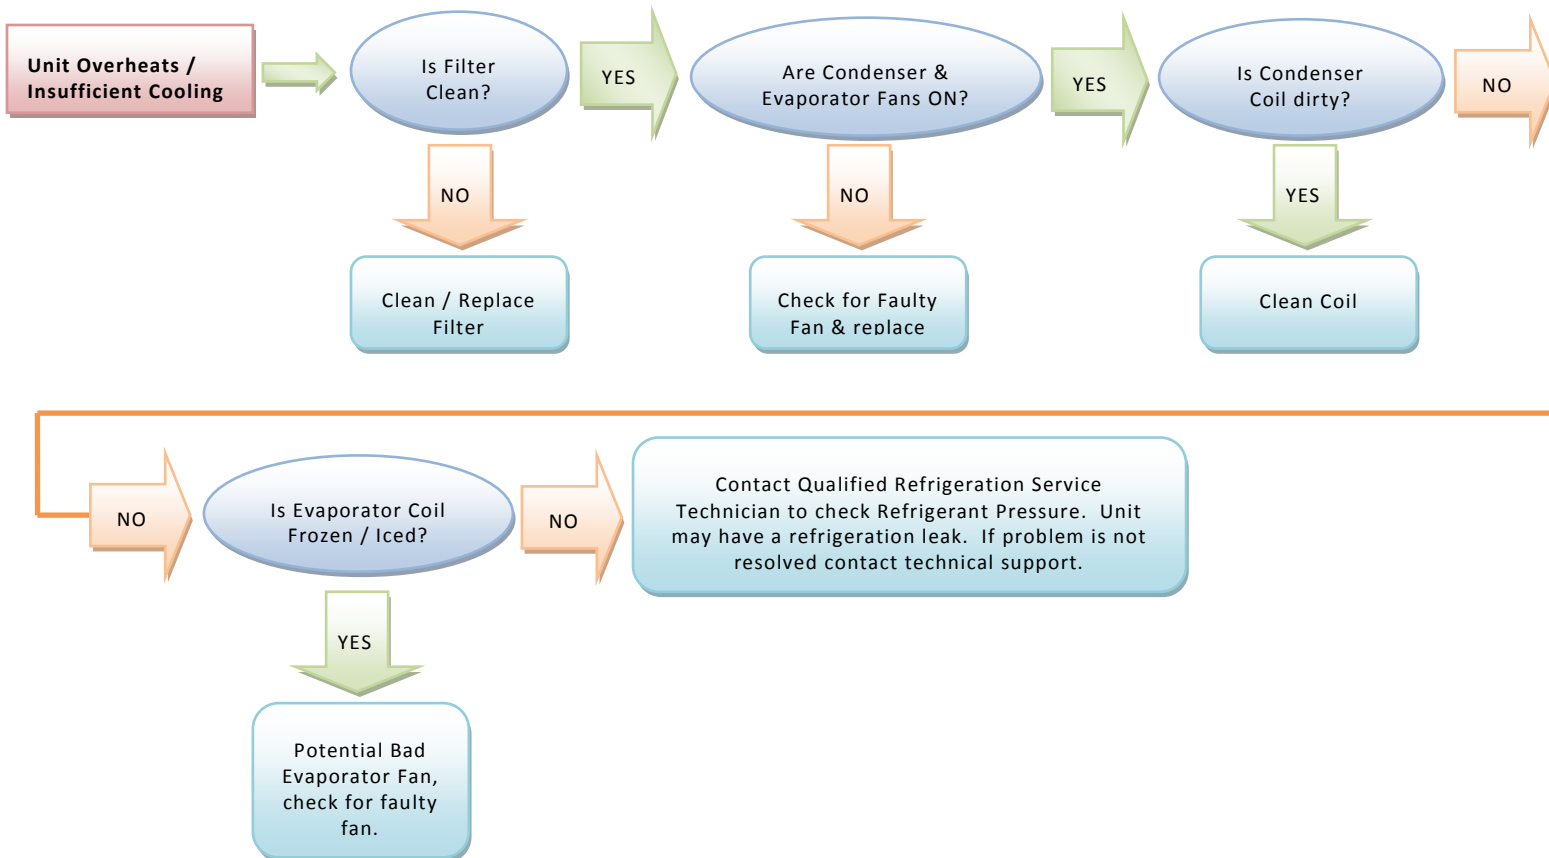 Unit Overheats /
Insufficient Cooling
Is Filter
Clean?
YES
Are Condenser &
Evaporator Fans ON?
YES
Is Condenser
Coil dirty?
NO
NO
NO
YES
Clean / Replace
Filter
Check for Faulty
Fan & replace
Clean Coil
NO
Is Evaporator Coil
Frozen / Iced?
NO
Contact Qualified Refrigeration Service
Technician to check Refrigerant Pressure.  Unit
may have a refrigeration leak.  If problem is not
resolved contact technical support.
YES
Potential Bad
Evaporator Fan,
check for faulty
fan.